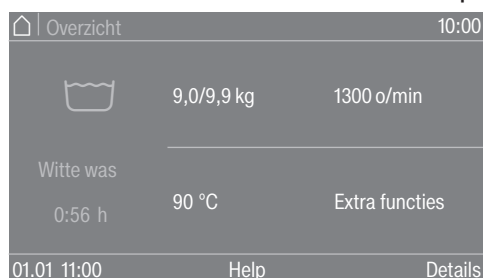 Overzicht 10:00
9,0/9,9 kg 1300 o/min
Witte was
0:56 h
90 °C Extra functies
01.01 11:00 Help Details